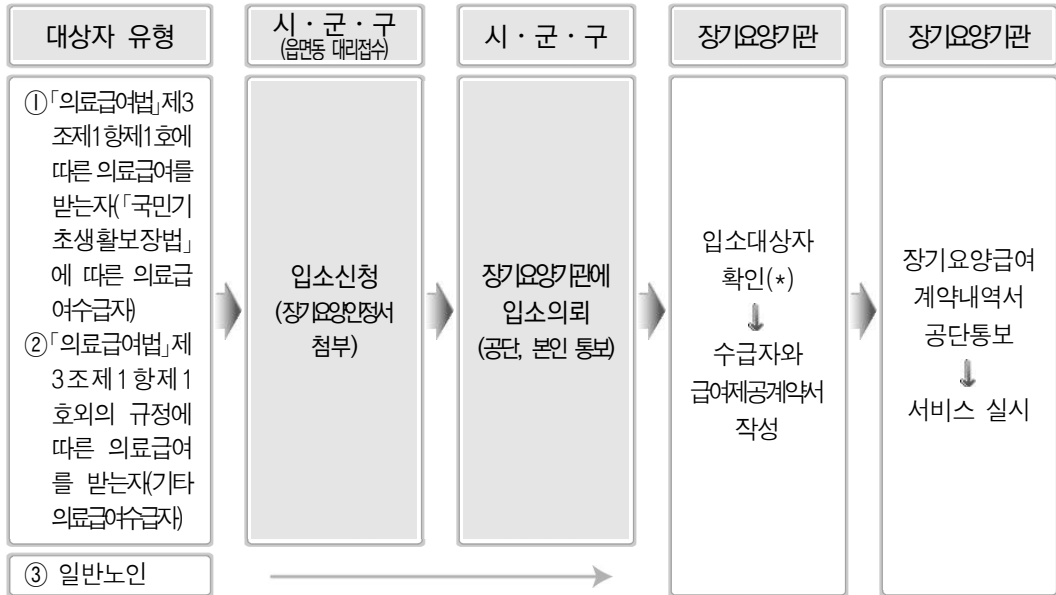 대상자 유형
①「의료급여법」제3
조제1항제1호에
따른 의료급여를
받는자(「국민기
초생활보장법」
에 따른 의료급
여수급자)
②「의료급여법」제
3조제1항제1
호외의 규정에
따른 의료급여
를 받는자(기타
의료급여수급자)
③ 일반노인
시 · 군 · 구
(읍면동 대리접수)
입소신청
(장기요양인정서
첨부)
시 · 군 · 구
장기요양기관에
입소의뢰
(공단, 본인 통보)
장기요양기관
입소대상자
확인(*)
수급자와
급여제공계약서
작성
장기요양기관
장기요양급여
계약내역서
공단통보
서비스 실시